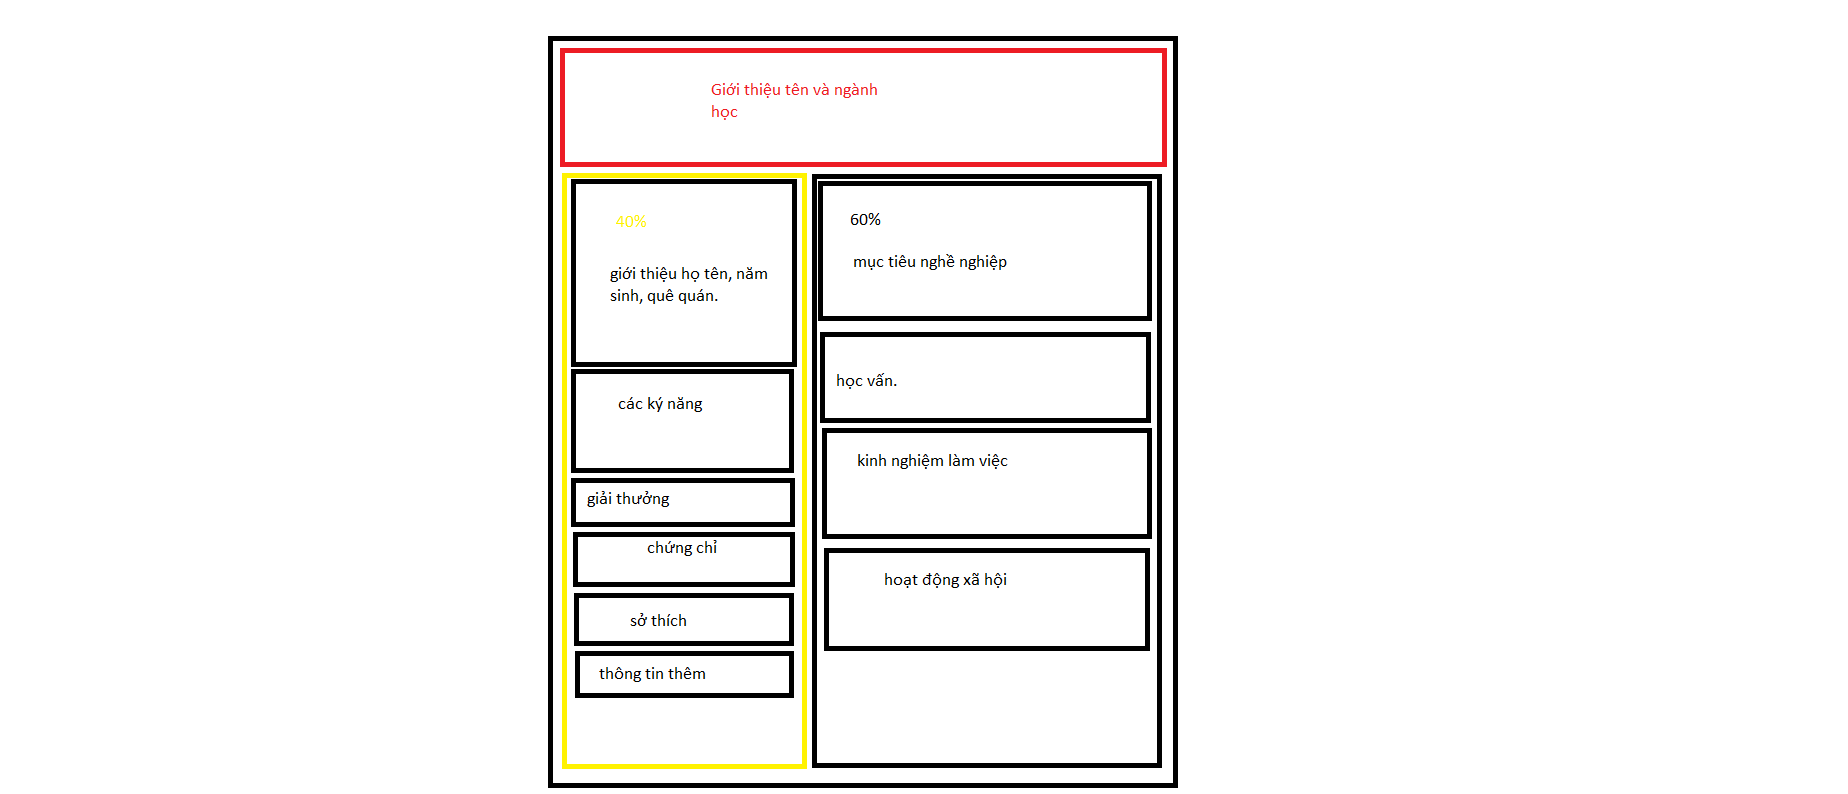 Giới thiệu tên và ngành
học
40%
giới thiệu họ tên, năm
sinh, quê quán.
các ký năng
giải thưởng
chứng chỉ
sở thích
thông tin thêm
60%
mục tiêu nghề nghiệp
học vấn.
kinh nghiệm làm việc
hoạt động xã hội